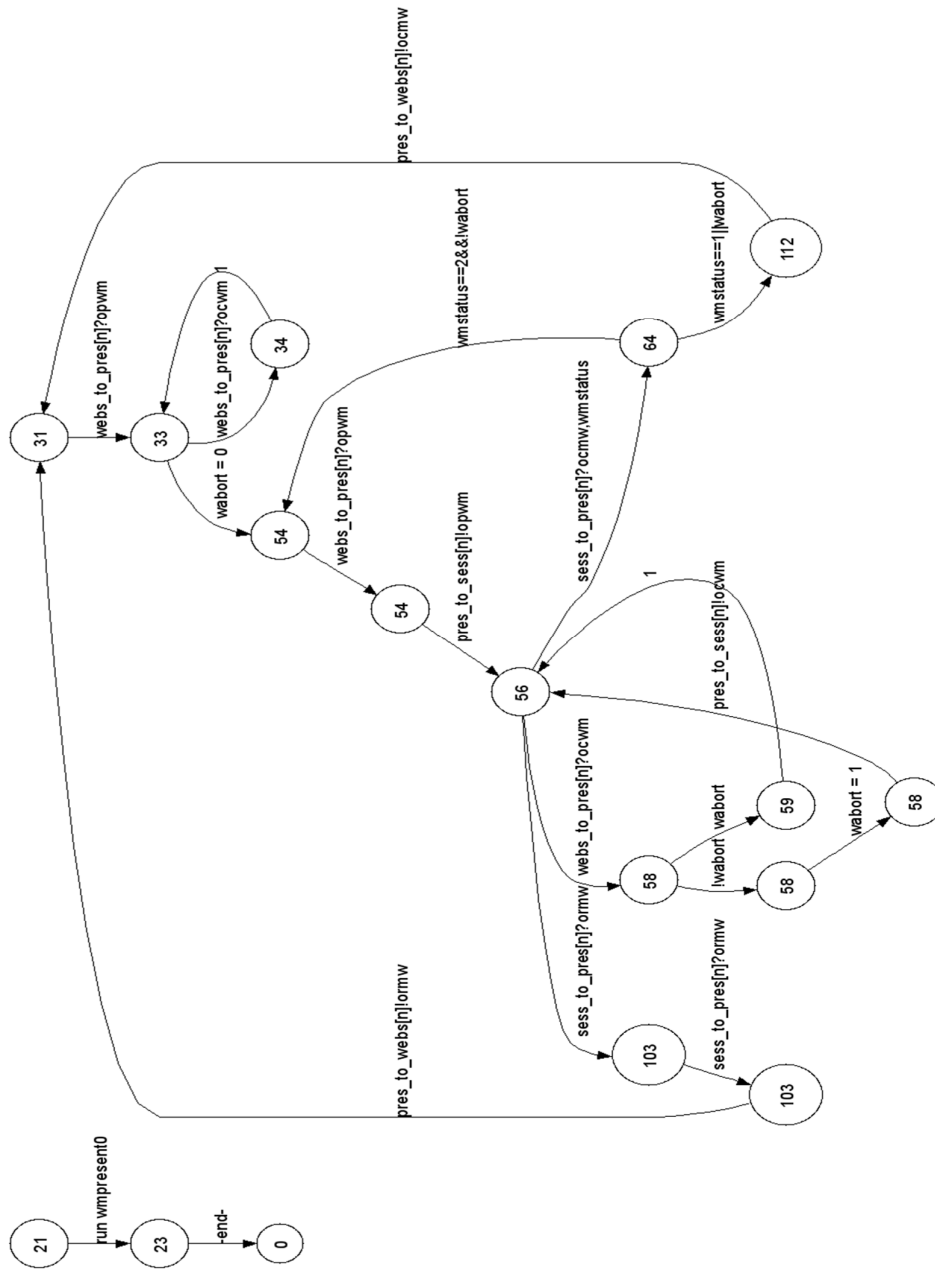 21
run wmpresent0
23
-end-
0
31
webs_to_pres[n]?opwm
33
wabort = 0
webs_to_pres[n]?ocwm
1
34
54
webs_to_pres[n]?opwm
54
pres_to_sess[n]!opwm
56
sess_to_pres[n]?ormw
webs_to_pres[n]?ocwm
sess_to_pres[n]?ocmw,wmstatus
64
wmstatus==2&&!wabort
wmstatus==1||wabort
112
pres_to_webs[n]!ocmw
58
!wabort
wabort
58
59
1
wabort = 1
58
pres_to_sess[n]!ocwm
103
sess_to_pres[n]?ormw
103
pres_to_webs[n]!ormw